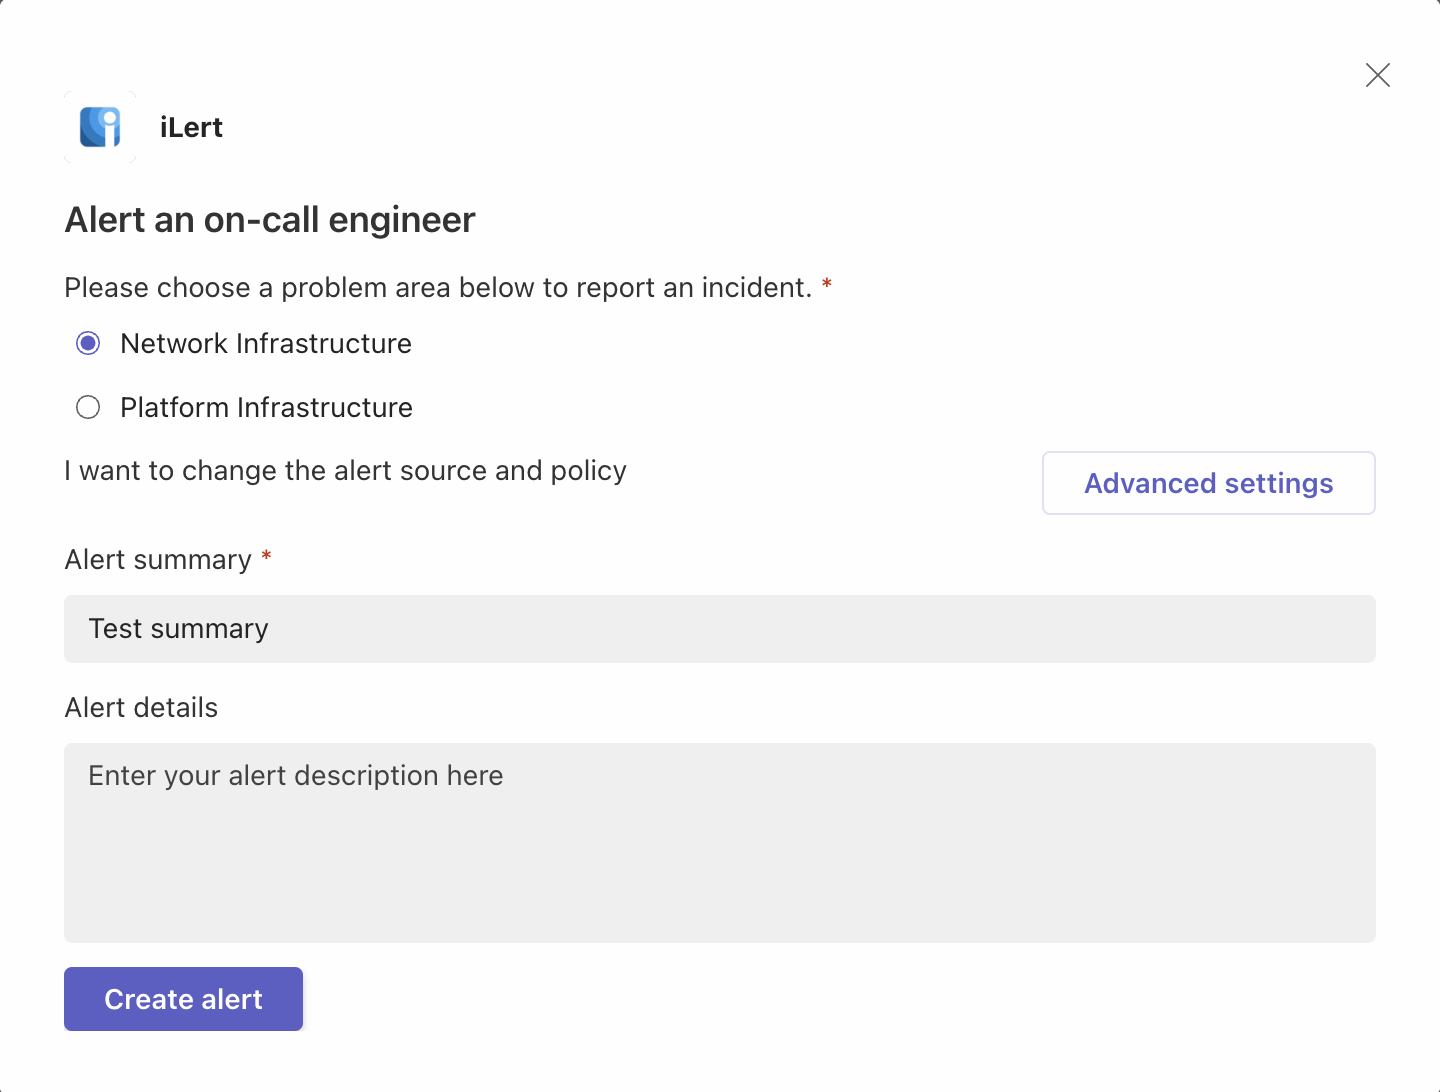 iLert
Alert an on-call engineer
Please choose a problem area below to report an incident. *
Network Infrastructure
Platform Infrastructure
I want to change the alert source and policy
Advanced settings
Alert summary *
Test summary
Alert details
Enter your alert description here
Create alert